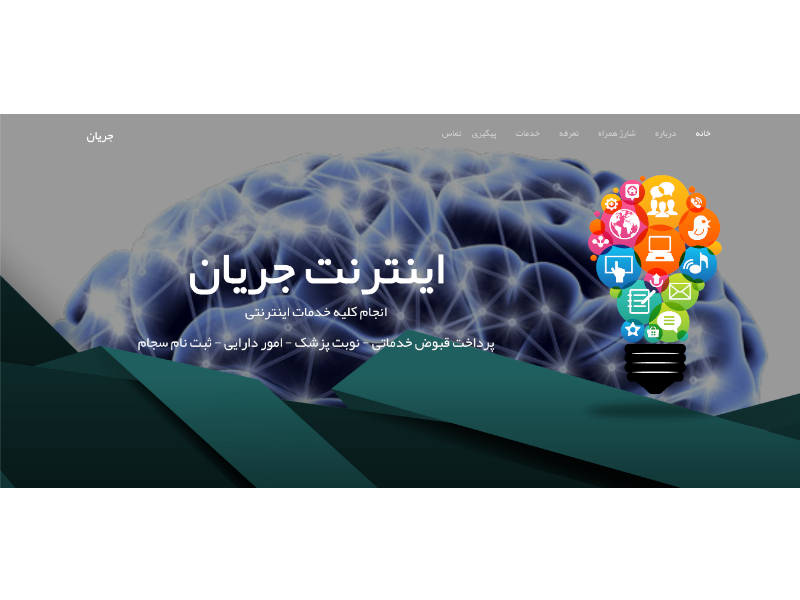 خانه درباره شارژ همراه تعرفه خدمات پیگیری تماس
جریان
اینترنت جریان
انجام کلیه خدمات اینترنتی
پرداخت قبوض خدماتی - نوبت پزشک - امور دارایی - ثبت نام سجام